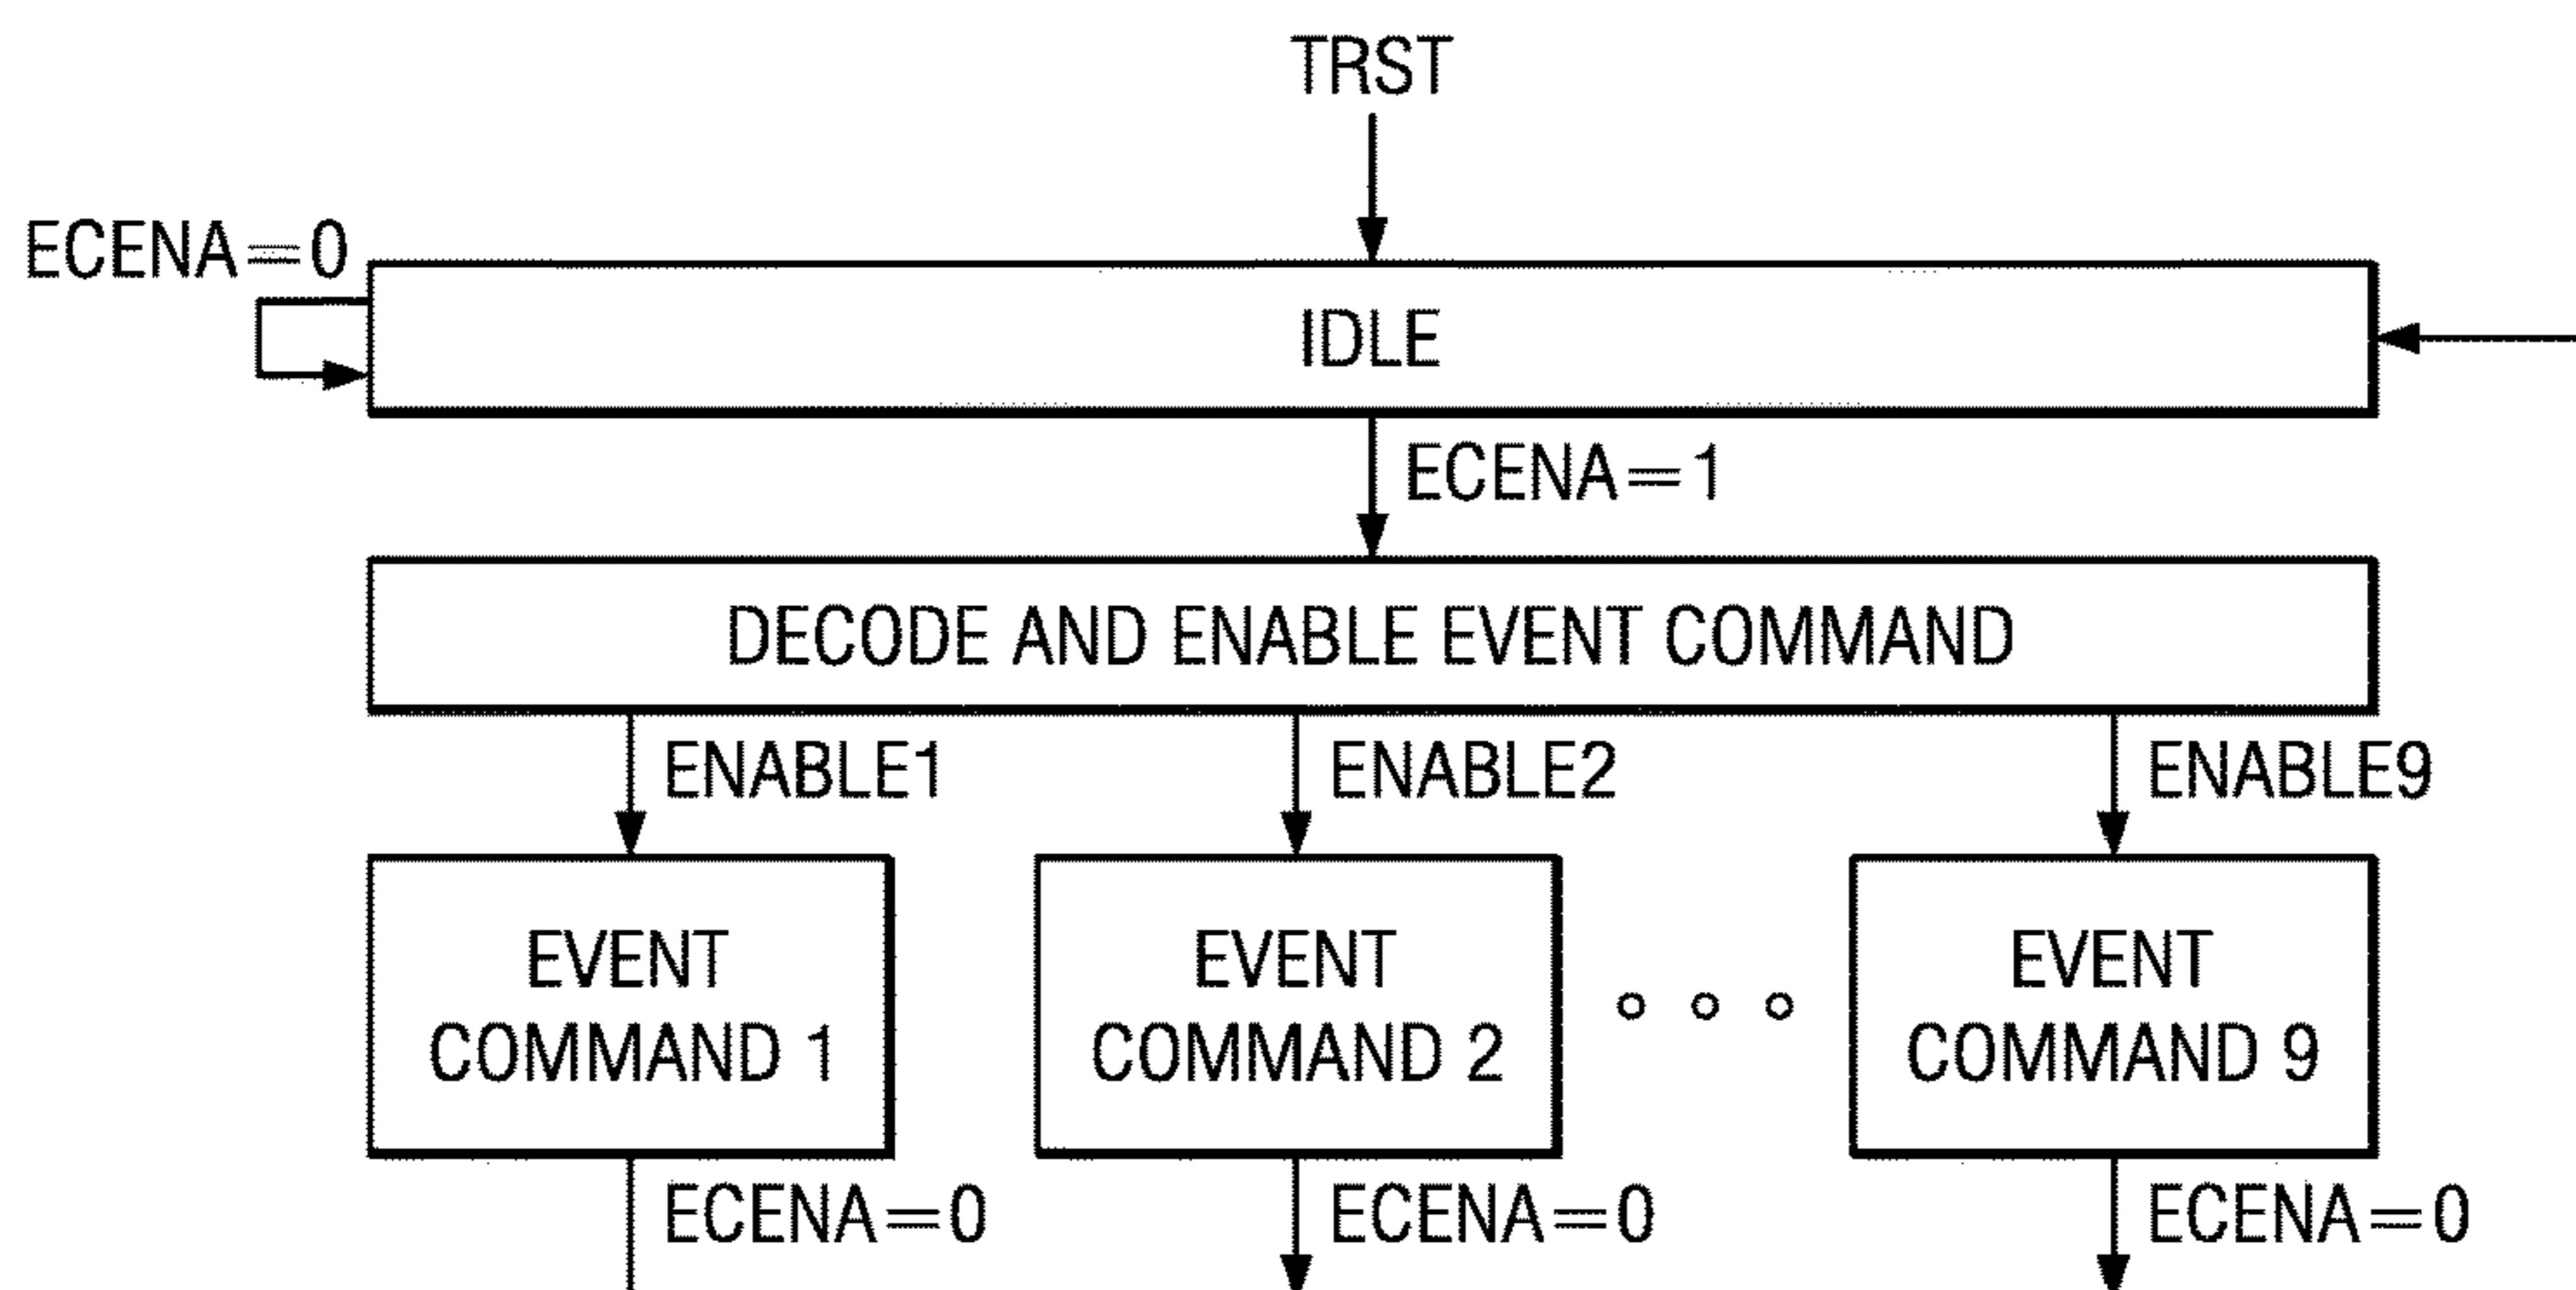 TRST
ECENA=0
IDLE
ECENA=1
DECODE AND ENABLE EVENT COMMAND
ENABLE1
ENABLE2
ENABLE9
EVENT
COMMAND 1
EVENT
COMMAND 2
EVENT
COMMAND 9
ECENA=0
ECENA=0
ECENA=0